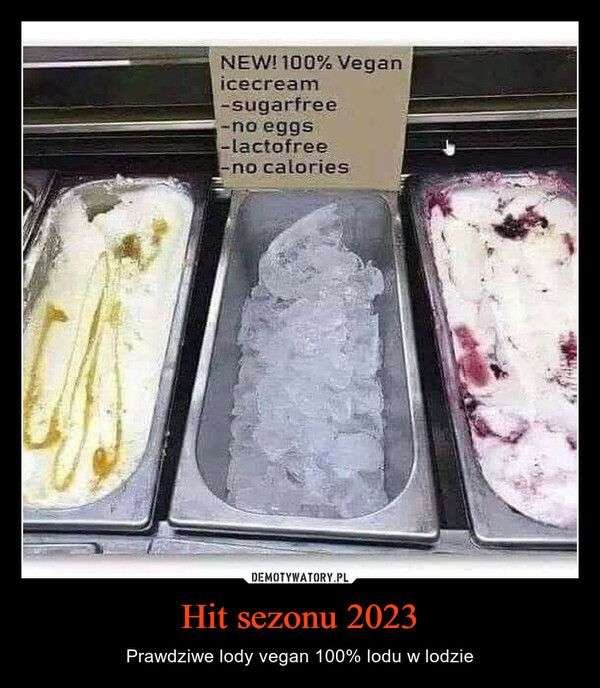 NEW! 100% Vegan
icecream
-sugarfree
-no eggs
-lactofree
-no calories
DEMOTYWATORY.PL
Hit sezonu 2023
Prawdziwe lody vegan 100% lodu w lodzie